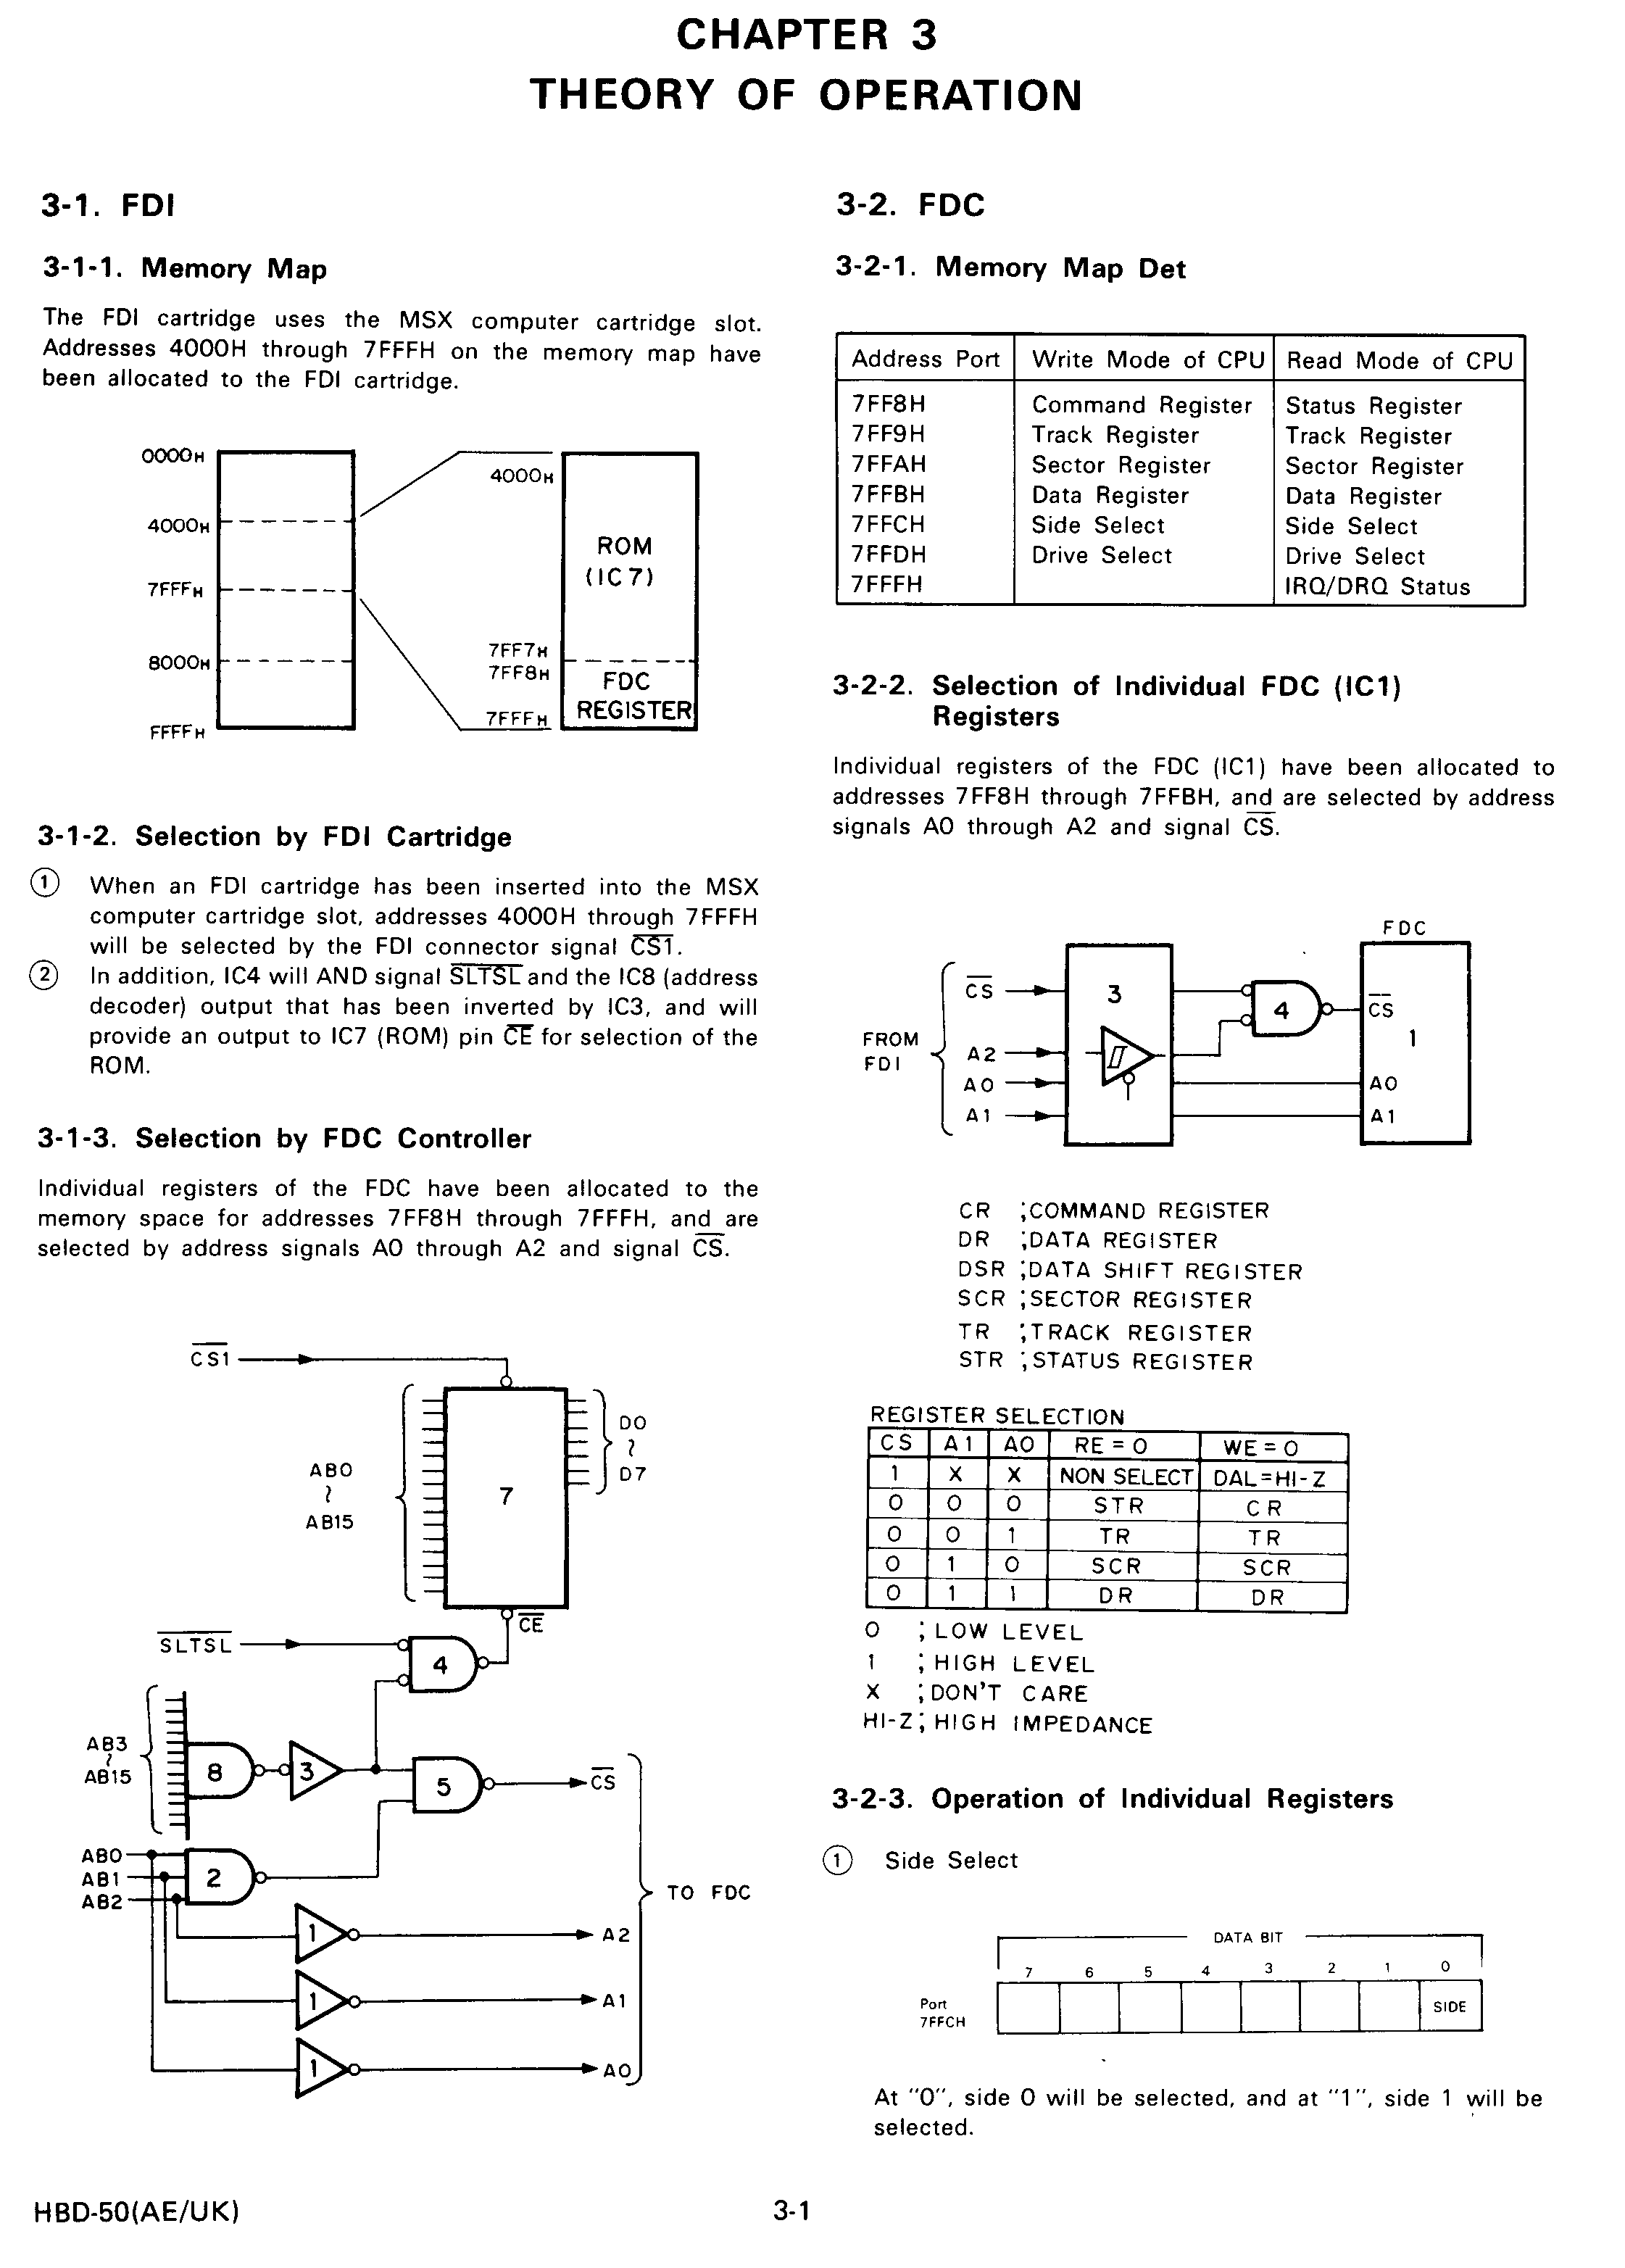 CHAPTER 3
THEORY OF OPERATION
3-1. FDI
3-1-1. Memory Map
The FDI cartridge uses the MSX computer cartridge slot.
Addresses 4000H through 7FFFH on the memory map have
been allocated to the FDI cartridge.
0000H
4000H
7FFFH
8000H
FFFFH
4000H
ROM
(IC7)
7FF7H
7FF8H
FDC
REGISTER
7FFFH
3-1-2. Selection by FDI Cartridge
① When an FDI cartridge has been inserted into the MSX
computer cartridge slot, addresses 4000H through 7FFFH
will be selected by the FDI connector signal CS1.
② In addition, IC4 will AND signal SLTSL and the IC8 (address
decoder) output that has been inverted by IC3, and will
provide an output to IC7 (ROM) pin CE for selection of the
ROM.
3-1-3. Selection by FDC Controller
Individual registers of the FDC have been allocated to the
memory space for addresses 7FF8H through 7FFFH, and are
selected by address signals A0 through A2 and signal CS.
CS1
AB0
~
AB15
7
D0
~
D7
CE
SLTSL
4
AB3
~
AB15
8
3
5
CS
AB0
AB1
AB2
2
TO FDC
1
A2
1
A1
1
A0
3-2. FDC
3-2-1. Memory Map Det
Address Port Write Mode of CPU Read Mode of CPU
7FF8H Command Register Status Register
7FF9H Track Register Track Register
7FFAH Sector Register Sector Register
7FFBH Data Register Data Register
7FFCH Side Select Side Select
7FFDH Drive Select Drive Select
7FFFH IRQ/DRQ Status
3-2-2. Selection of Individual FDC (IC1)
Registers
Individual registers of the FDC (IC1) have been allocated to
addresses 7FF8H through 7FFBH, and are selected by address
signals A0 through A2 and signal CS.
FDC
CS
3
4
CS
1
FROM
FDI
A2
A0
A0
A1
A1
CR ;COMMAND REGISTER
DR ;DATA REGISTER
DSR ;DATA SHIFT REGISTER
SCR ;SECTOR REGISTER
TR ;TRACK REGISTER
STR ;STATUS REGISTER
REGISTER SELECTION
CS A1 A0 RE=0 WE=0
1 X X NON SELECT DAL=HI-Z
0 0 0 STR CR
0 0 1 TR TR
0 1 0 SCR SCR
0 1 1 DR DR
0 ;LOW LEVEL
1 ;HIGH LEVEL
X ;DON'T CARE
HI-Z;HIGH IMPEDANCE
3-2-3. Operation of Individual Registers
① Side Select
DATA BIT
7 6 5 4 3 2 1 0
Port
7FFCH
SIDE
At "0", side 0 will be selected, and at "1", side 1 will be
selected.
HBD-50(AE/UK)
3-1